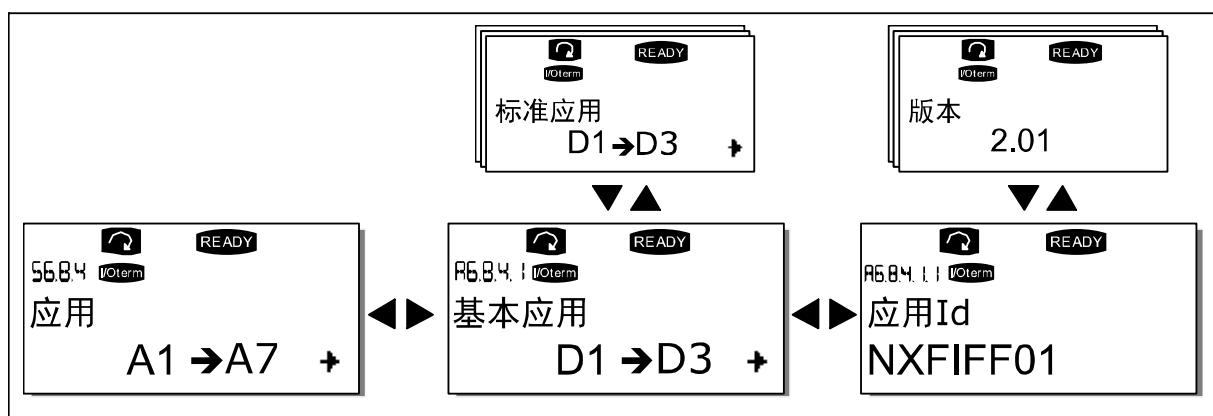 READY
I/Oterm
标准应用
D1➔D3
READY
I/Oterm
版本
2.01
READY
S6.8.4 I/Oterm
应用
A1➔A7
READY
A6.8.4.1 I/Oterm
基本应用
D1➔D3
READY
A6.8.4.1.1 I/Oterm
应用Id
NXFIFF01